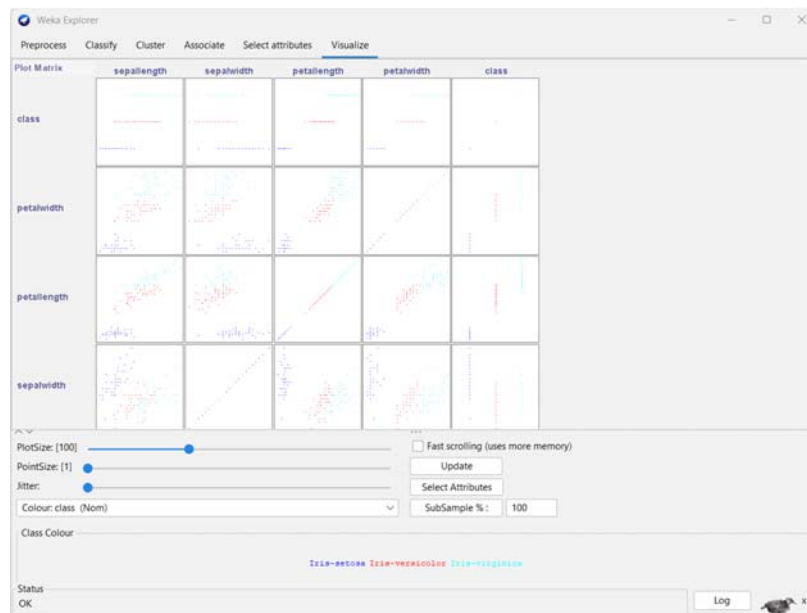 Weka Explorer
Preprocess Classify Cluster Associate Select attributes Visualize
Plot Matrix sepallength sepalwidth petallength petalwidth class
class
petalwidth
petallength
sepalwidth
PlotSize: [100]
Fast scrolling (uses more memory)
PointSize: [1]
Update
Jitter:
Select Attributes
Colour: class (Nom)
SubSample % :
100
Class Colour
Iris-setosa Iris-versicolor Iris-virginica
Status
OK
Log
x